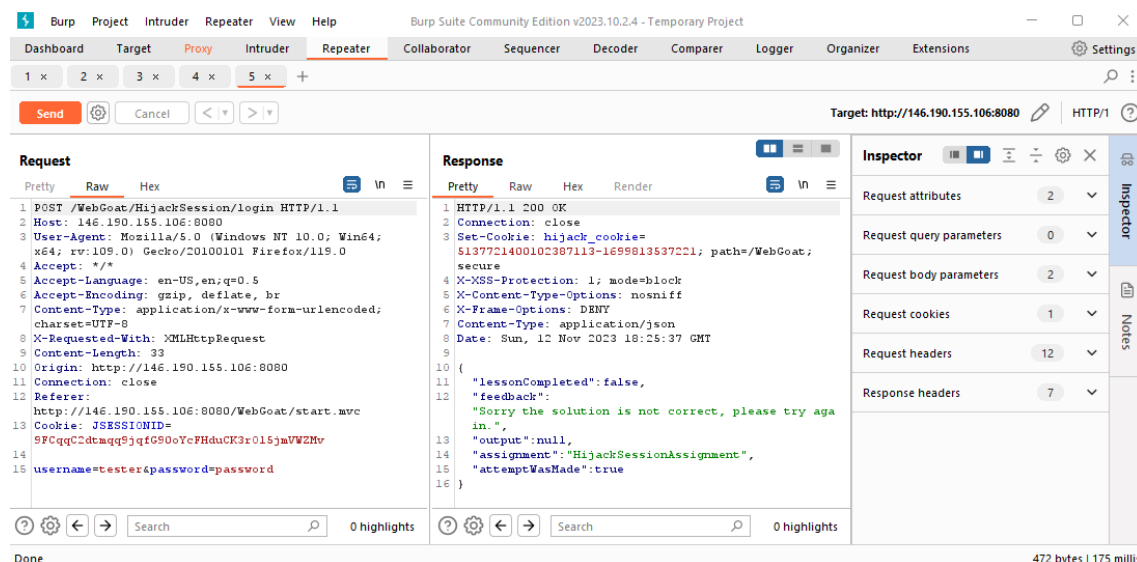 Burp Project Intruder Repeater View Help Burp Suite Community Edition v2023.10.2.4 - Temporary Project
Dashboard Target Proxy Intruder Repeater Collaborator Sequencer Decoder Comparer Logger Organizer Extensions Settings
1 × 2 × 3 × 4 × 5 × +
Send Cancel < > Target: http://146.190.155.106:8080 HTTP/1 ?
Request
Pretty Raw Hex \n
1 POST /WebGoat/HijackSession/login HTTP/1.1
2 Host: 146.190.155.106:8080
3 User-Agent: Mozilla/5.0 (Windows NT 10.0; Win64;
x64; rv:109.0) Gecko/20100101 Firefox/119.0
4 Accept: */*
5 Accept-Language: en-US,en;q=0.5
6 Accept-Encoding: gzip, deflate, br
7 Content-Type: application/x-www-form-urlencoded;
charset=UTF-8
8 X-Requested-With: XMLHttpRequest
9 Content-Length: 33
10 Origin: http://146.190.155.106:8080
11 Connection: close
12 Referer:
http://146.190.155.106:8080/WebGoat/start.mvc
13 Cookie: JSESSIONID=
9FCqqC2dtmqq9jqfG90oYcFHduCK3r0l5jmVWZMv
14
15 username=tester&password=password
? Search 0 highlights
Response
Pretty Raw Hex Render \n
1 HTTP/1.1 200 OK
2 Connection: close
3 Set-Cookie: hijack_cookie=
5137721400102387113-1699813537221; path=/WebGoat;
secure
4 X-XSS-Protection: 1; mode=block
5 X-Content-Type-Options: nosniff
6 X-Frame-Options: DENY
7 Content-Type: application/json
8 Date: Sun, 12 Nov 2023 18:25:37 GMT
9
10 {
11 "lessonCompleted":false,
12 "feedback":
"Sorry the solution is not correct, please try aga
in.",
13 "output":null,
14 "assignment":"HijackSessionAssignment",
15 "attemptWasMade":true
16 }
? Search 0 highlights
Inspector
Request attributes 2
Request query parameters 0
Request body parameters 2
Request cookies 1
Request headers 12
Response headers 7
Inspector
Notes
Done 472 bytes | 175 milli